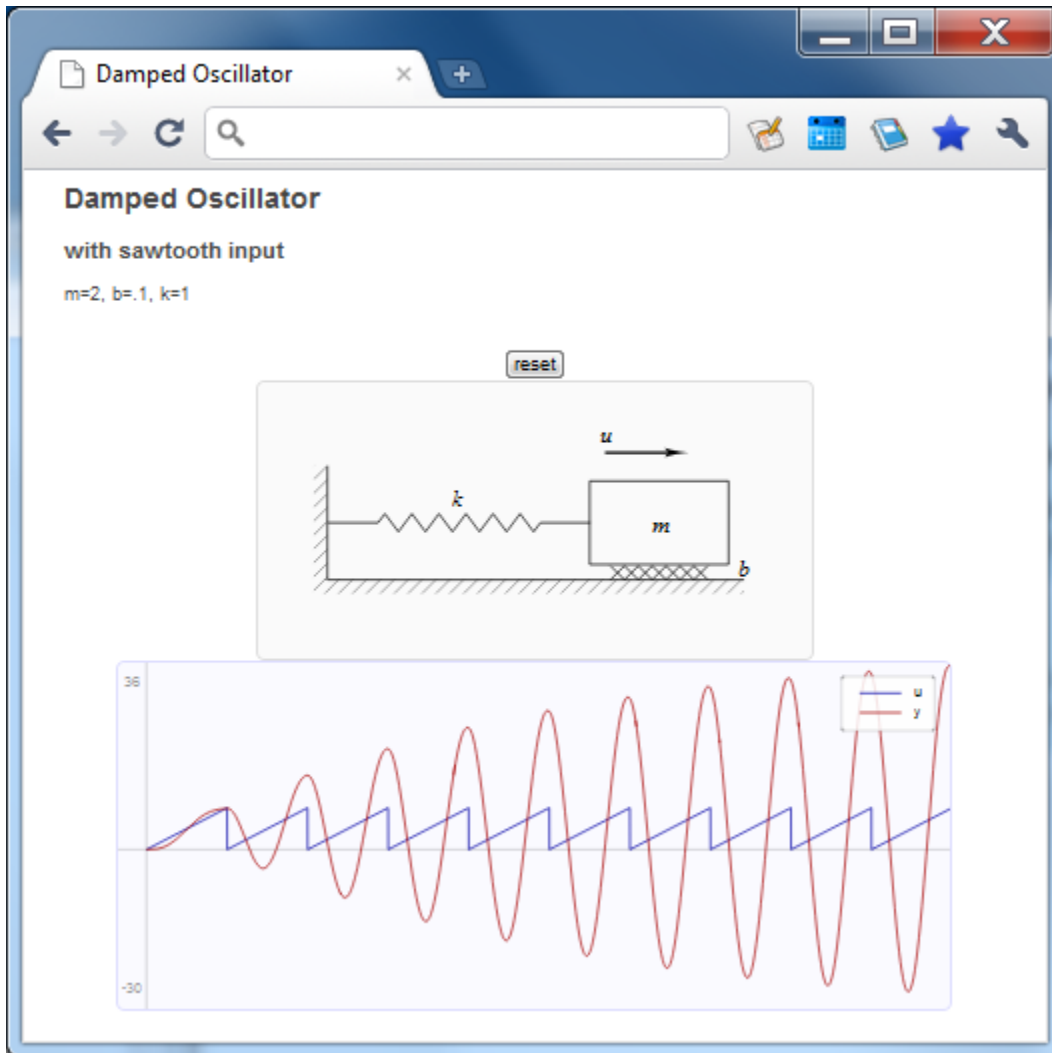 Damped Oscillator
Damped Oscillator
with sawtooth input
m=2, b=.1, k=1
reset
u
k
m
b
36
u
y
-30